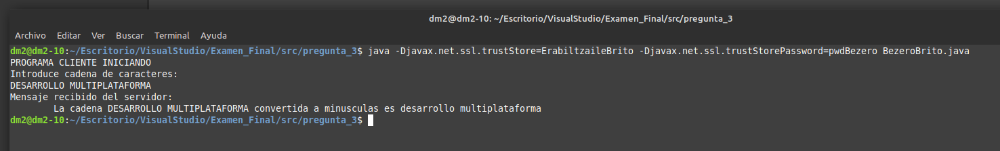 dm2@dm2-10: ~/Escritorio/VisualStudio/Examen_Final/src/pregunta_3
Archivo Editar Ver Buscar Terminal Ayuda
dm2@dm2-10:~/Escritorio/VisualStudio/Examen_Final/src/pregunta_3$ java -Djavax.net.ssl.trustStore=ErabiltzaileBrito -Djavax.net.ssl.trustStorePassword=pwdBezero BezeroBrito.java
PROGRAMA CLIENTE INICIANDO
Introduce cadena de caracteres:
DESARROLLO MULTIPLATAFORMA
Mensaje recibido del servidor:
La cadena DESARROLLO MULTIPLATAFORMA convertida a minusculas es desarrollo multiplataforma
dm2@dm2-10:~/Escritorio/VisualStudio/Examen_Final/src/pregunta_3$